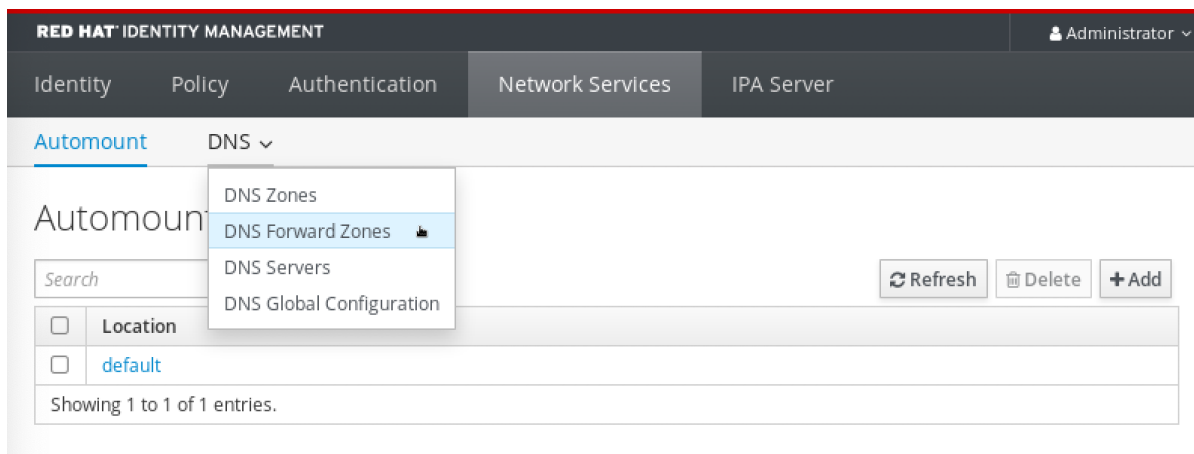 RED HAT® IDENTITY MANAGEMENT
Administrator
Identity Policy Authentication Network Services IPA Server
Automount DNS
DNS Zones
Automount
DNS Forward Zones
Search
DNS Servers
Refresh Delete + Add
DNS Global Configuration
Location
default
Showing 1 to 1 of 1 entries.